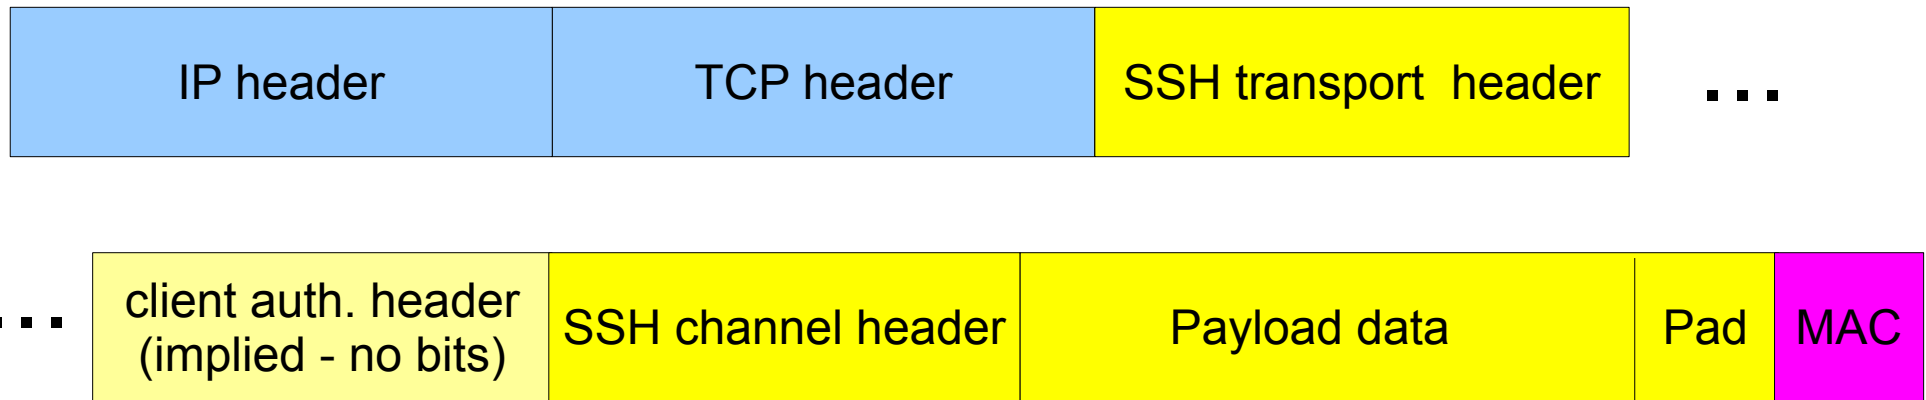 IP header
TCP header
SSH transport  header
...
...
client auth. header
(implied - no bits)
SSH channel header
Payload data
Pad
MAC